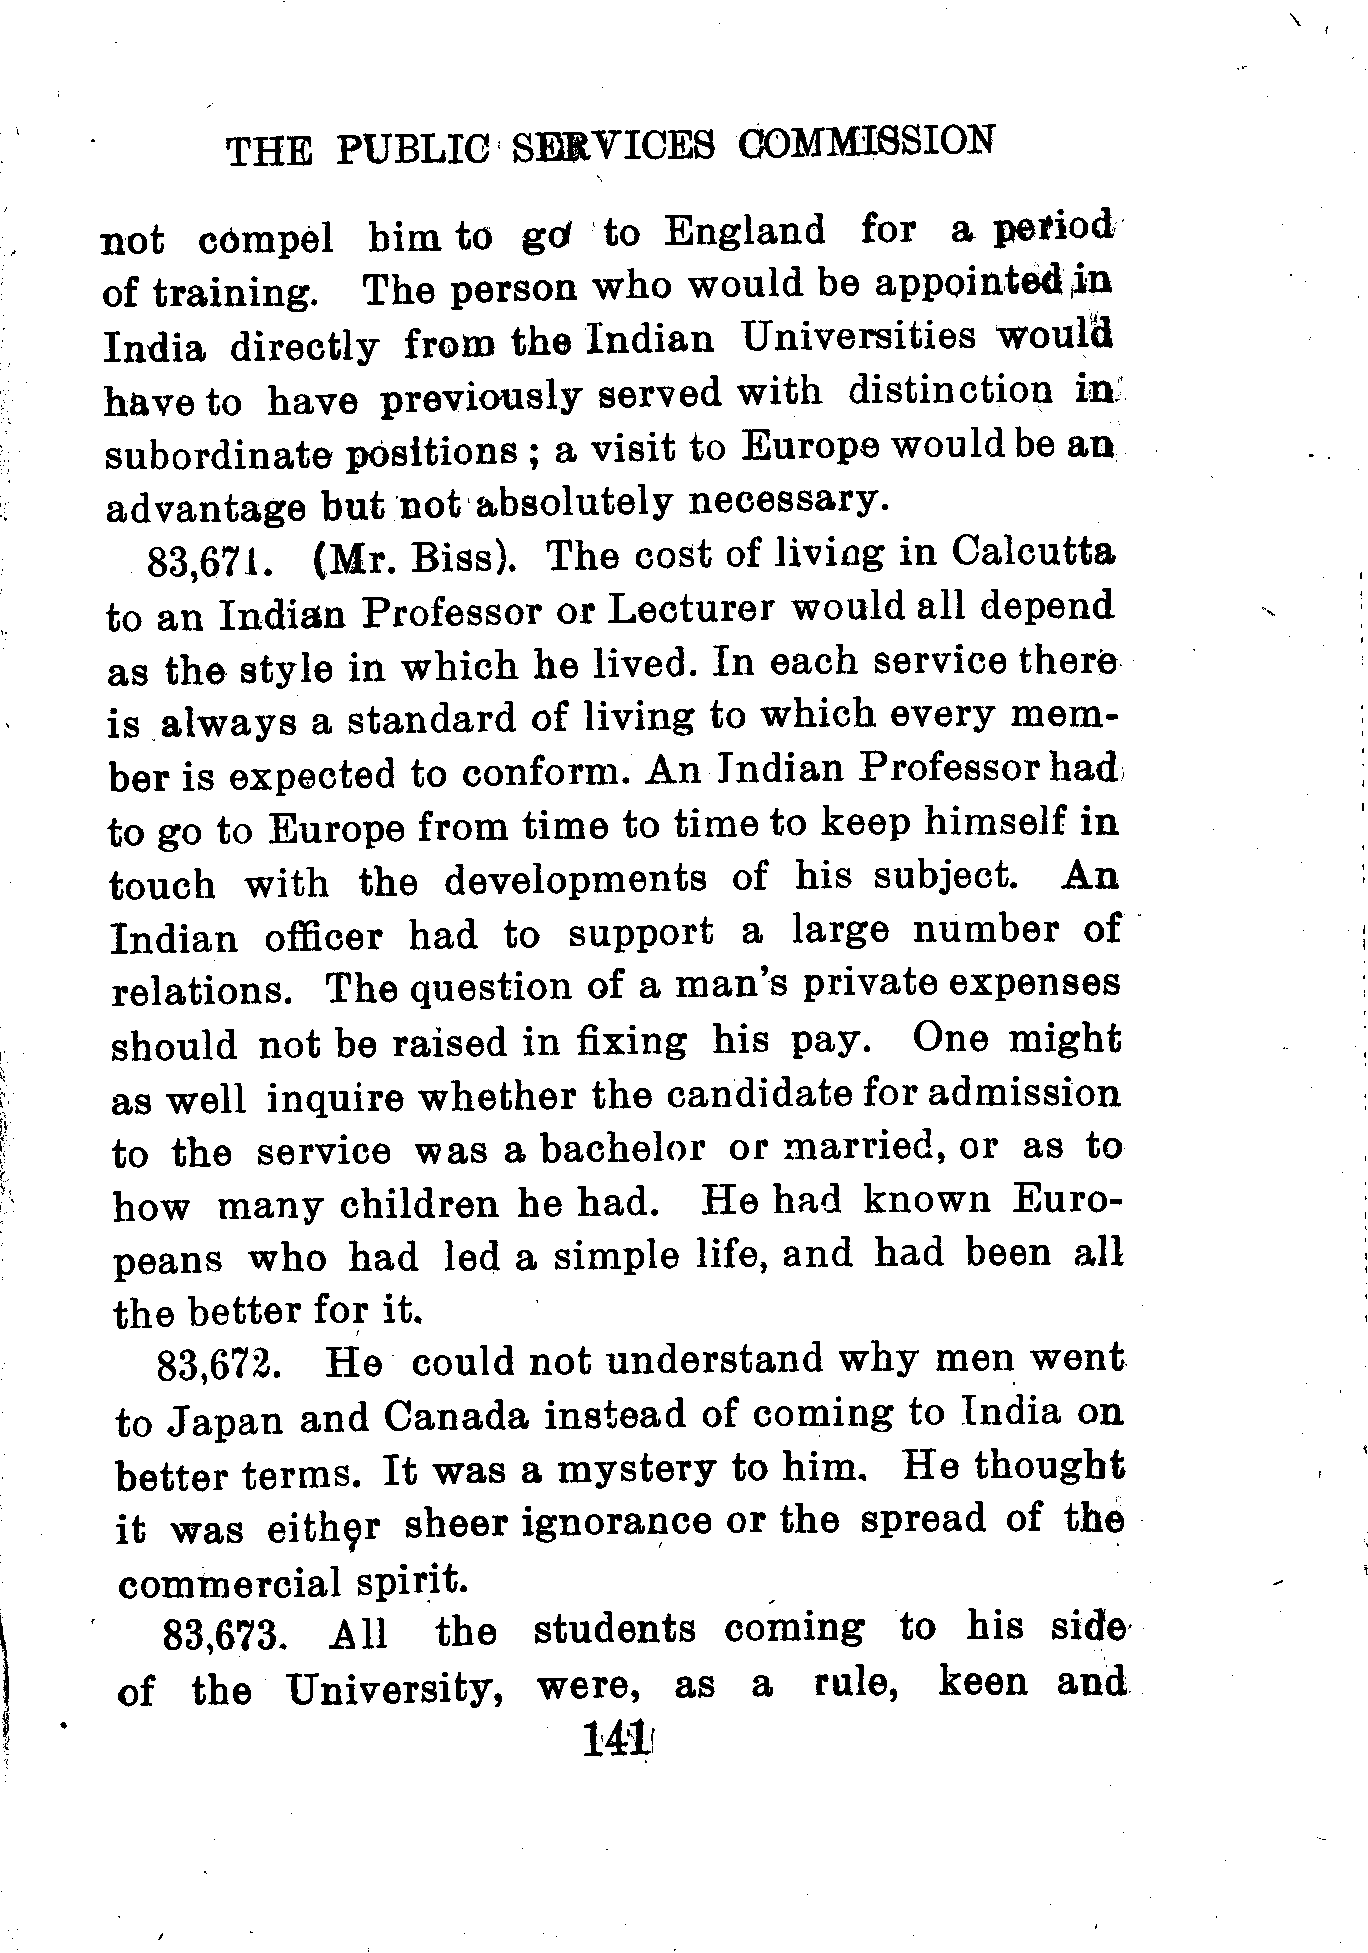 THE PUBLIC SERVICES COMMISSION
not compel him to go to England for a period
of training. The person who would be appointed in
India directly from the Indian Universities would
have to have previously served with distinction in
subordinate positions ; a visit to Europe would be an
advantage but not absolutely necessary.
83,671. (Mr. Biss). The cost of living in Calcutta
to an Indian Professor or Lecturer would all depend
as the style in which he lived. In each service there
is always a standard of living to which every mem-
ber is expected to conform. An Indian Professor had
to go to Europe from time to time to keep himself in
touch with the developments of his subject. An
Indian officer had to support a large number of
relations. The question of a man's private expenses
should not be raised in fixing his pay. One might
as well inquire whether the candidate for admission
to the service was a bachelor or married, or as to
how many children he had. He had known Euro-
peans who had led a simple life, and had been all
the better for it.
83,672. He could not understand why men went
to Japan and Canada instead of coming to India on
better terms. It was a mystery to him. He thought
it was either sheer ignorance or the spread of the
commercial spirit.
83,673. All the students coming to his side
of the University, were, as a rule, keen and
141